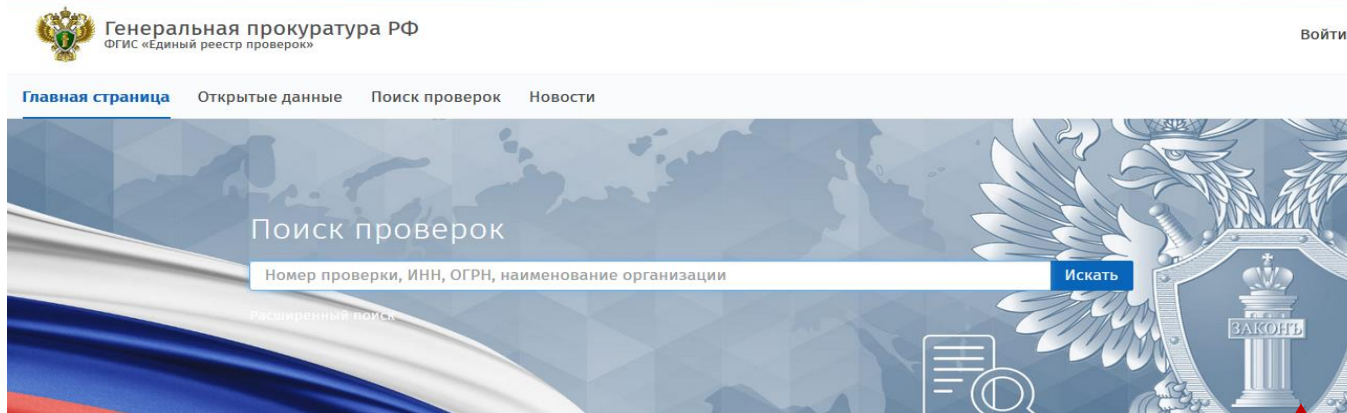 Генеральная прокуратура РФ
ФГИС «Единый реестр проверок»
Войти
Главная страница Открытые данные Поиск проверок Новости
Поиск проверок
Номер проверки, ИНН, ОГРН, наименование организации
Искать
Расширенный поиск
ЗАКОНЪ